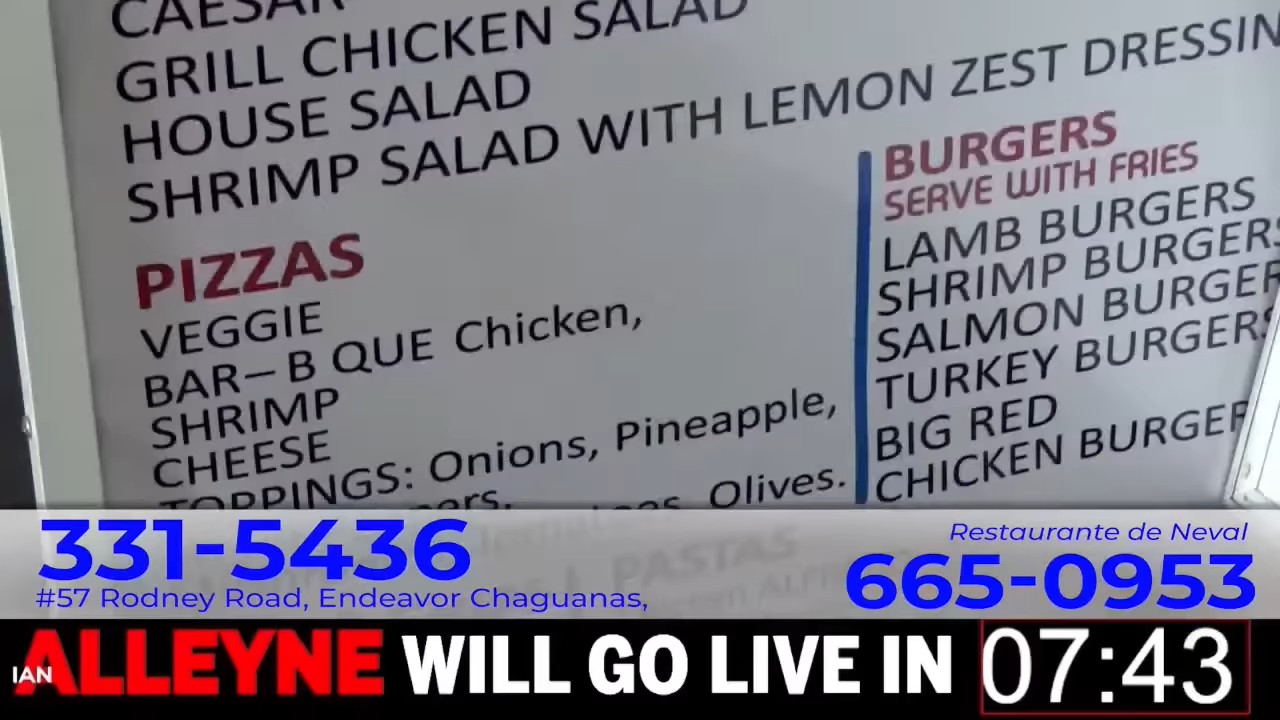 CAESAR
GRILL CHICKEN SALAD
HOUSE SALAD
SHRIMP SALAD WITH LEMON ZEST DRESSIN
PIZZAS
VEGGIE
BAR-B QUE Chicken,
SHRIMP
CHEESE
TOPPINGS: Onions, Pineapple,
Olives.
PASTAS
BURGERS
SERVE WITH FRIES
LAMB BURGERS
SHRIMP BURGERS
SALMON BURGER
TURKEY BURGERS
BIG RED
CHICKEN BURGER
331-5436
#57 Rodney Road, Endeavor Chaguanas,
Restaurante de Neval
665-0953
IAN ALLEYNE WILL GO LIVE IN 07:43